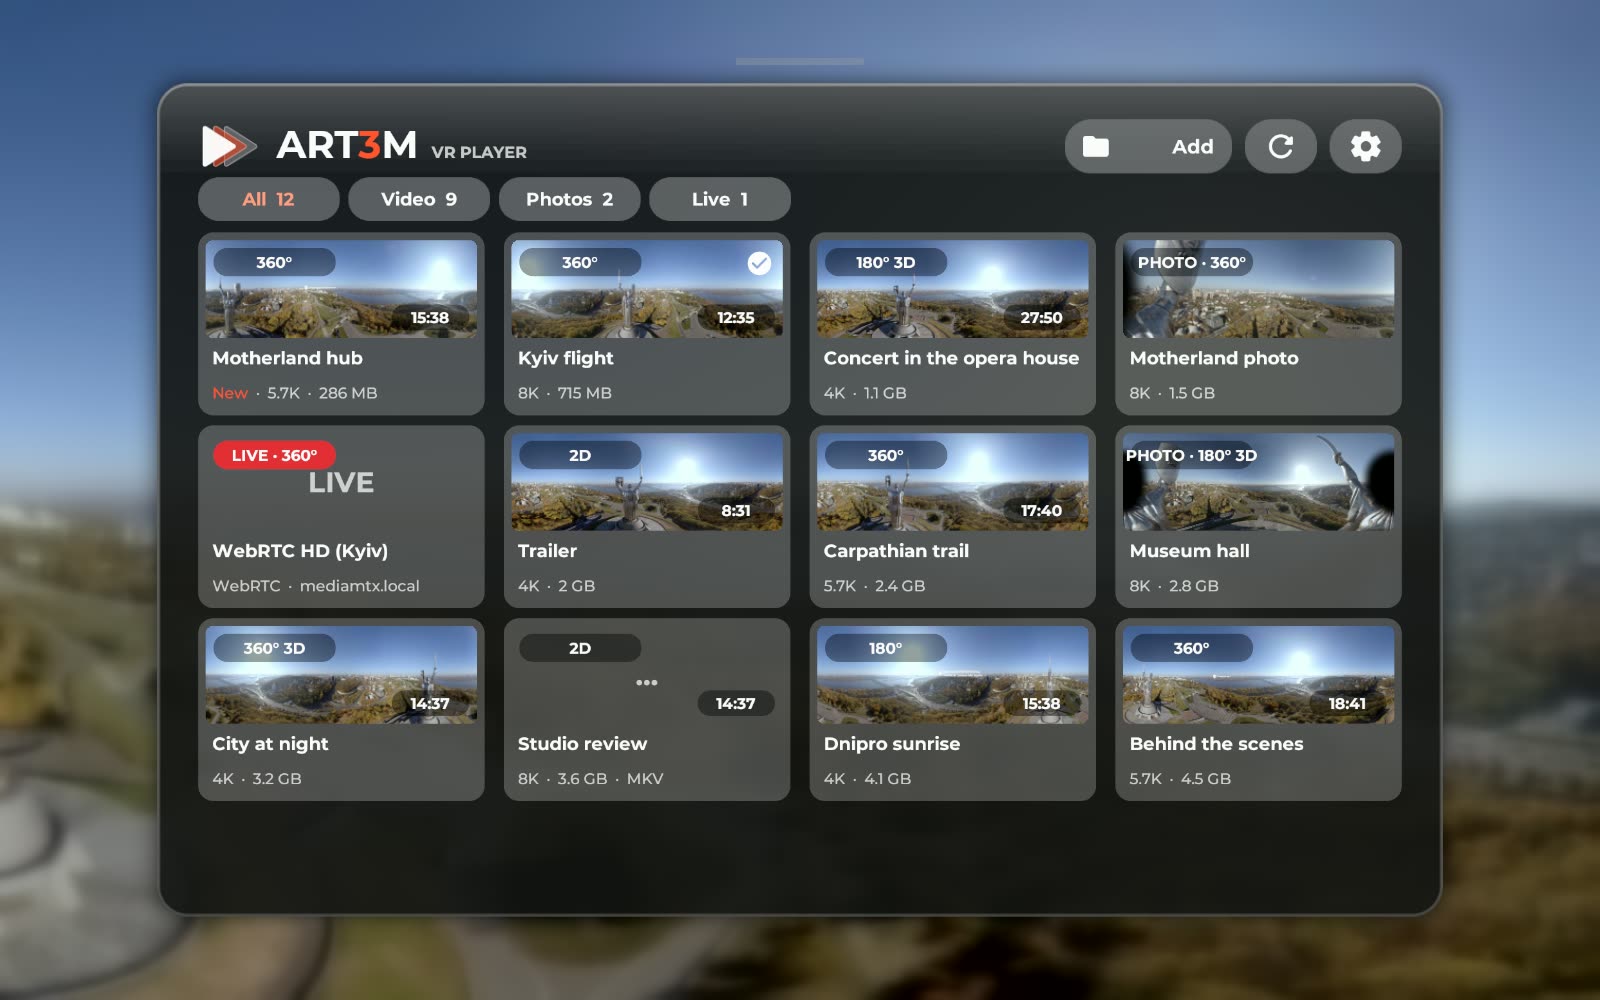 ART3M VR PLAYER
Add
All 12
Video 9
Photos 2
Live 1
360°
15:38
Motherland hub
New · 5.7K · 286 MB
360°
12:35
Kyiv flight
8K · 715 MB
180° 3D
27:50
Concert in the opera house
4K · 1.1 GB
PHOTO · 360°
Motherland photo
8K · 1.5 GB
LIVE · 360°
LIVE
WebRTC HD (Kyiv)
WebRTC · mediamtx.local
2D
8:31
Trailer
4K · 2 GB
360°
17:40
Carpathian trail
5.7K · 2.4 GB
PHOTO · 180° 3D
Museum hall
8K · 2.8 GB
360° 3D
14:37
City at night
4K · 3.2 GB
2D
...
14:37
Studio review
8K · 3.6 GB · MKV
180°
15:38
Dnipro sunrise
4K · 4.1 GB
360°
18:41
Behind the scenes
5.7K · 4.5 GB